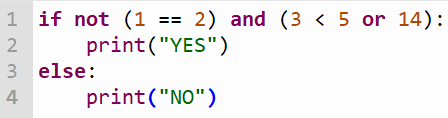 1 if not (1 == 2) and (3 < 5 or 14):
2     print("YES")
3 else:
4     print("NO")